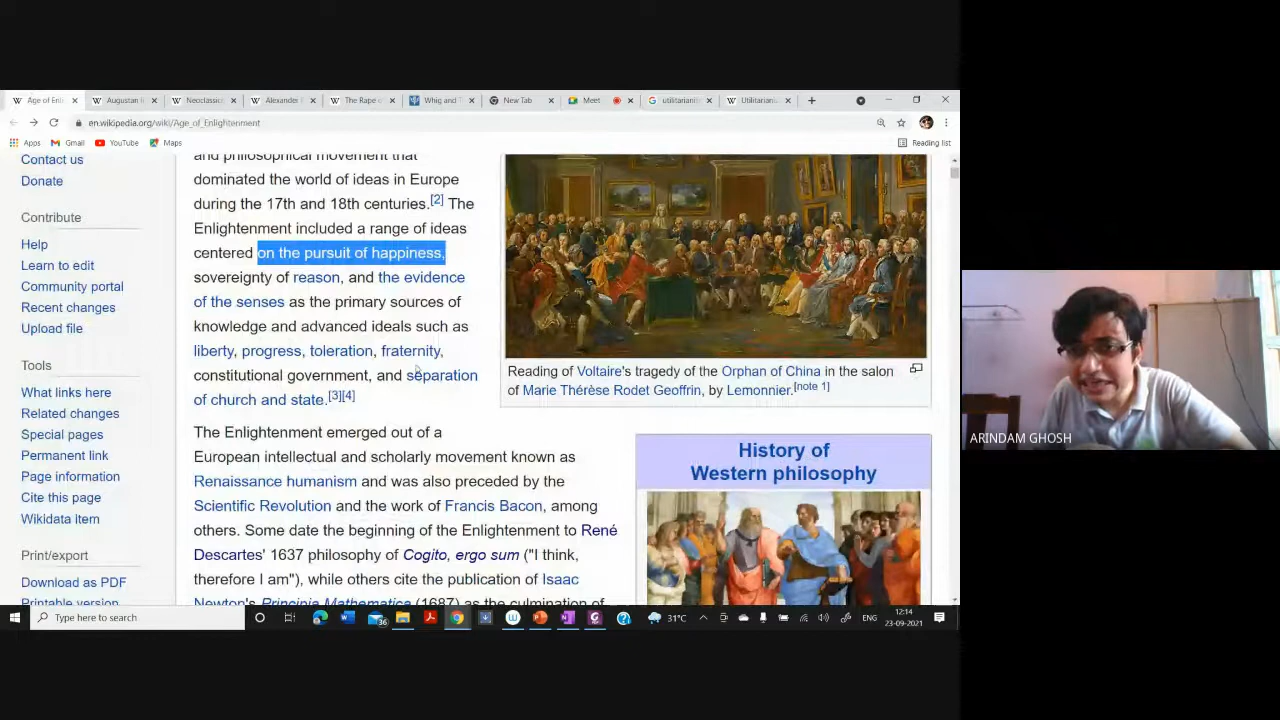 Age of Enl
Augustan li
Neoclassic
Alexander
The Rape o
Whig and T
New Tab
Meet
utilitarianis
Utilitarianis
en.wikipedia.org/wiki/Age_of_Enlightenment
Apps
Gmail
YouTube
Maps
Reading list
Contact us
Donate
Contribute
Help
Learn to edit
Community portal
Recent changes
Upload file
Tools
What links here
Related changes
Special pages
Permanent link
Page information
Cite this page
Wikidata item
Print/export
Download as PDF
Printable version
and philosophical movement that
dominated the world of ideas in Europe
during the 17th and 18th centuries.[2] The
Enlightenment included a range of ideas
centered on the pursuit of happiness,
sovereignty of reason, and the evidence
of the senses as the primary sources of
knowledge and advanced ideals such as
liberty, progress, toleration, fraternity,
constitutional government, and separation
of church and state.[3][4]
Reading of Voltaire's tragedy of the Orphan of China in the salon
of Marie Thérèse Rodet Geoffrin, by Lemonnier.[note 1]
The Enlightenment emerged out of a
European intellectual and scholarly movement known as
Renaissance humanism and was also preceded by the
Scientific Revolution and the work of Francis Bacon, among
others. Some date the beginning of the Enlightenment to René
Descartes' 1637 philosophy of Cogito, ergo sum ("I think,
therefore I am"), while others cite the publication of Isaac
Newton's Principia Mathematica (1687) as the culmination of
History of
Western philosophy
ARINDAM GHOSH
Type here to search
36
31°C
ENG
12:14
23-09-2021